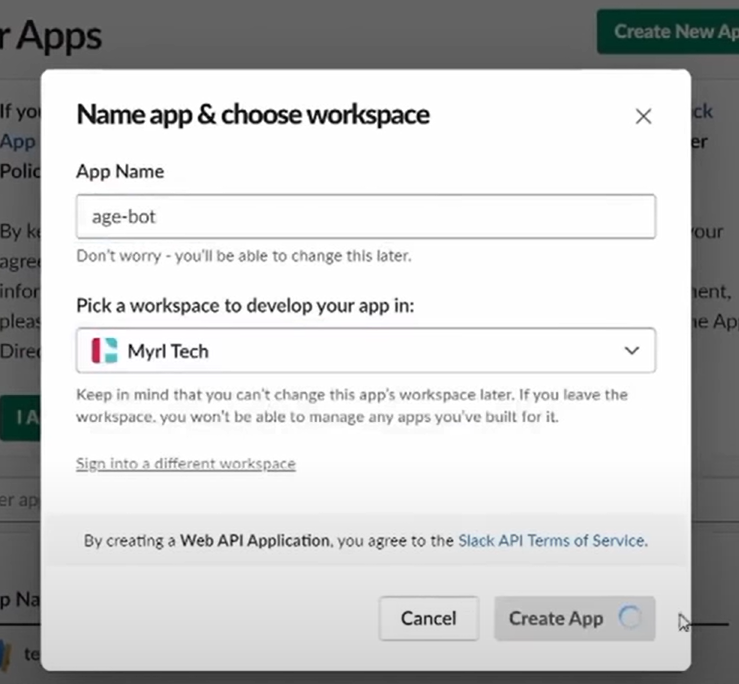 r Apps
Create New Ap
Name app & choose workspace
App Name
age-bot
Don't worry - you'll be able to change this later.
Pick a workspace to develop your app in:
Myrl Tech
Keep in mind that you can't change this app's workspace later. If you leave the
workspace, you won't be able to manage any apps you've built for it.
Sign into a different workspace
By creating a Web API Application, you agree to the Slack API Terms of Service.
Cancel
Create App
If you
App
Polic
By ke
agree
infor
pleas
Direc
I A
er ap
p Na
te
ck
er
our
nent,
e Ap